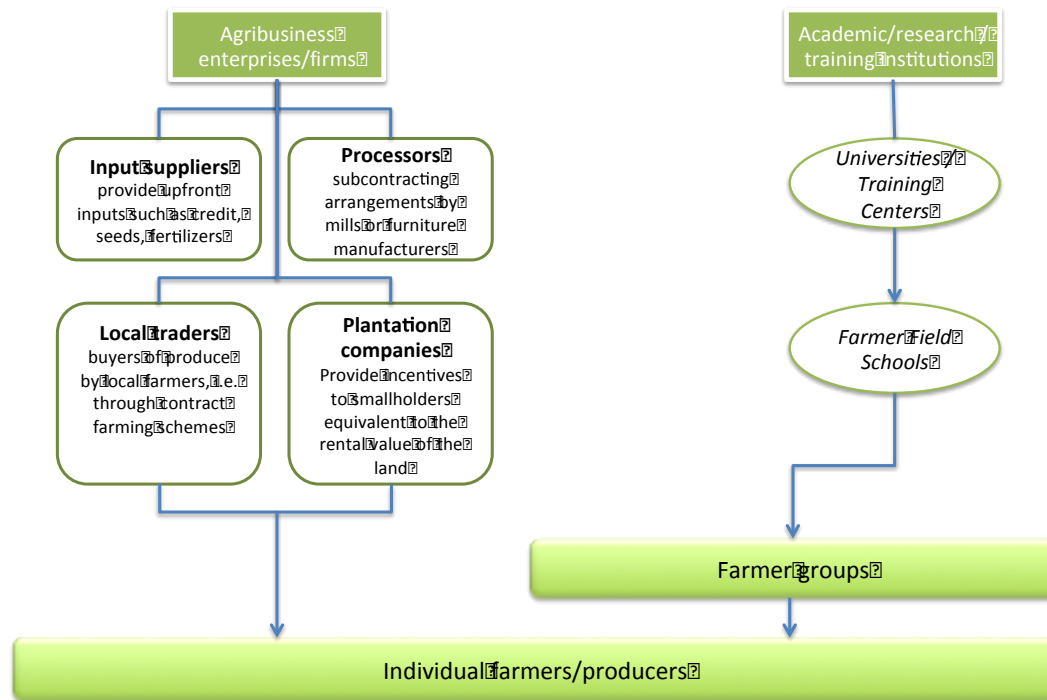 Agribusiness
enterprises/firms
Academic/research/
training institutions
Input suppliers
provide upfront
inputs such as credit,
seeds, fertilizers
Processors
subcontracting
arrangements by
mills or furniture
manufacturers
Universities/
Training
Centers
Local traders
buyers of produce
by local farmers, i.e.
through contract
farming schemes
Plantation
companies
Provide incentives
to smallholders
equivalent to the
rental value of the
land
Farmer Field
Schools
Farmer groups
Individual farmers/producers